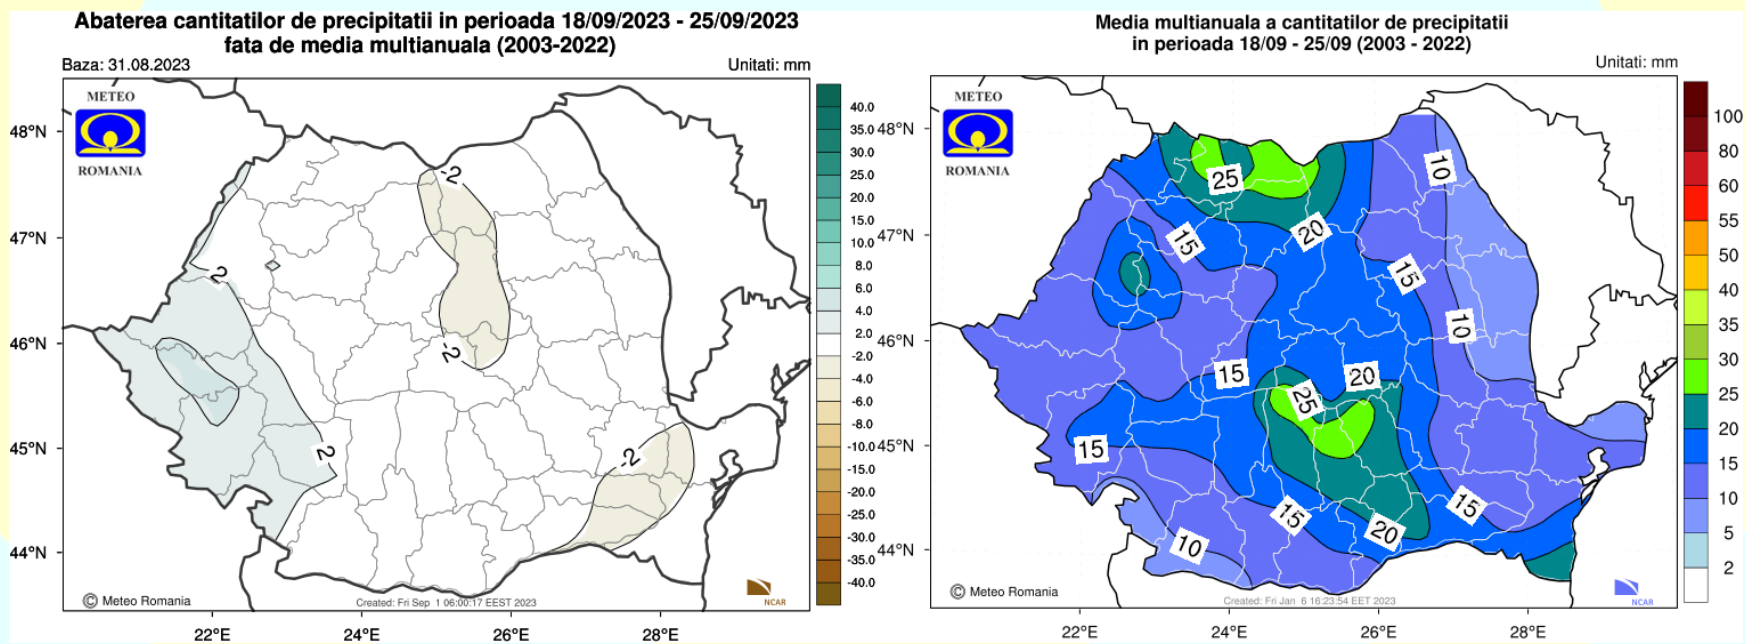 Abaterea cantitatilor de precipitatii in perioada 18/09/2023 - 25/09/2023
fata de media multianuala (2003-2022)
Baza: 31.08.2023
Unitati: mm
METEO
ROMANIA
48°N
47°N
46°N
45°N
44°N
22°E
24°E
26°E
28°E
-2
2
-2
2
-2
40.0
35.0
30.0
25.0
20.0
15.0
10.0
8.0
6.0
4.0
2.0
-2.0
-4.0
-6.0
-8.0
-10.0
-15.0
-20.0
-25.0
-30.0
-35.0
-40.0
© Meteo Romania
Created: Fri Sep 1 06:00:17 EEST 2023
NCAR
Media multianuala a cantitatilor de precipitatii
in perioada 18/09 - 25/09 (2003 - 2022)
Unitati: mm
METEO
ROMANIA
48°N
47°N
46°N
45°N
44°N
22°E
24°E
26°E
28°E
10
25
20
15
15
10
15
20
25
15
15
15
20
10
100
80
60
55
50
40
35
30
25
20
15
10
5
2
© Meteo Romania
Created: Fri Jan 6 16:23:54 EET 2023
NCAR